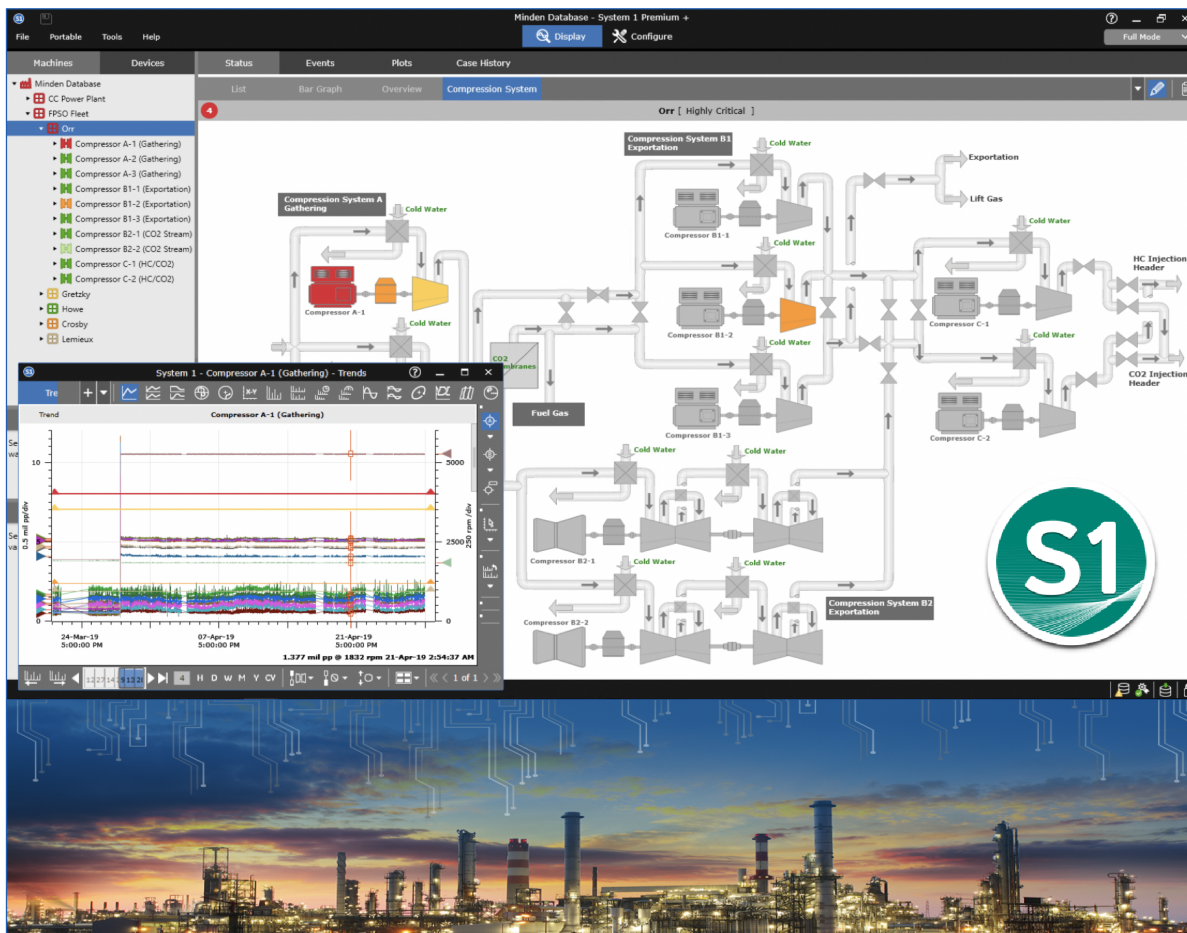 S1
Minden Database - System 1 Premium +
File
Portable
Tools
Help
Display
Configure
Full Mode
Machines
Devices
Status
Events
Plots
Case History
List
Bar Graph
Overview
Compression System
Minden Database
CC Power Plant
FPSO Fleet
Orr
Compressor A-1 (Gathering)
Compressor A-2 (Gathering)
Compressor A-3 (Gathering)
Compressor B1-1 (Exportation)
Compressor B1-2 (Exportation)
Compressor B1-3 (Exportation)
Compressor B2-1 (CO2 Stream)
Compressor B2-2 (CO2 Stream)
Compressor C-1 (HC/CO2)
Compressor C-2 (HC/CO2)
Gretzky
Howe
Crosby
Lemieux
4
Orr [ Highly Critical ]
Compression System A
Gathering
Cold Water
Compressor A-1
Cold Water
Compression System B1
Exportation
Cold Water
Compressor B1-1
Cold Water
Compressor B1-2
Cold Water
Compressor B1-3
Exportation
Lift Gas
Cold Water
Compressor C-1
Cold Water
Compressor C-2
HC Injection
Header
CO2 Injection
Header
CO2
Fuel Gas
Cold Water
Cold Water
Compressor B2-1
Cold Water
Cold Water
Compressor B2-2
Compression System B2
Exportation
S1
S1
System 1 - Compressor A-1 (Gathering) - Trends
Tre
X-Y
Trend
Compressor A-1 (Gathering)
10
0
0.5 mil pp/div
5000
2500
0
250 rpm /div
24-Mar-19
5:00:00 PM
07-Apr-19
5:00:00 PM
21-Apr-19
5:00:00 PM
1.377 mil pp @ 1832 rpm 21-Apr-19 2:54:37 AM
4
H D W M Y CV
1 of 1